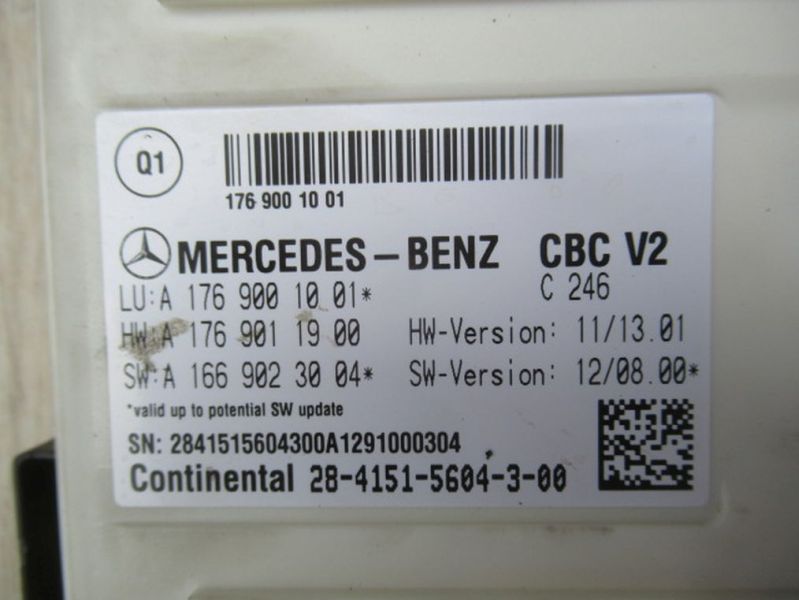 Q1
176 900 10 01
MERCEDES-BENZ CBC V2
C 246
LU:A 176 900 10 01*
HW:A 176 901 19 00 HW-Version: 11/13.01
SW:A 166 902 30 04* SW-Version: 12/08.00*
*valid up to potential SW update
SN: 2841515604300A1291000304
Continental 28-4151-5604-3-00